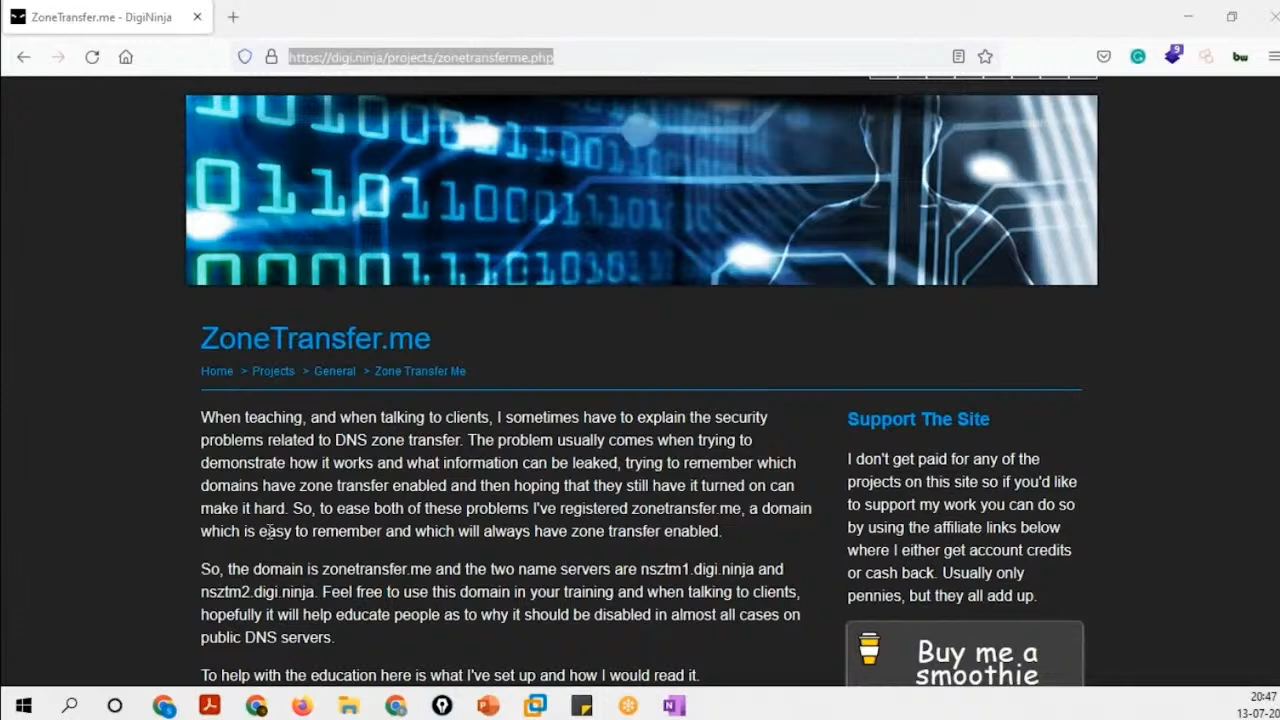 ZoneTransfer.me - DigiNinja
https://digi.ninja/projects/zonetransferme.php
9
bw
ZoneTransfer.me
Home > Projects > General > Zone Transfer Me
When teaching, and when talking to clients, I sometimes have to explain the security
problems related to DNS zone transfer. The problem usually comes when trying to
demonstrate how it works and what information can be leaked, trying to remember which
domains have zone transfer enabled and then hoping that they still have it turned on can
make it hard. So, to ease both of these problems I've registered zonetransfer.me, a domain
which is easy to remember and which will always have zone transfer enabled.
So, the domain is zonetransfer.me and the two name servers are nsztm1.digi.ninja and
nsztm2.digi.ninja. Feel free to use this domain in your training and when talking to clients,
hopefully it will help educate people as to why it should be disabled in almost all cases on
public DNS servers.
To help with the education here is what I've set up and how I would read it.
Support The Site
I don't get paid for any of the
projects on this site so if you'd like
to support my work you can do so
by using the affiliate links below
where I either get account credits
or cash back. Usually only
pennies, but they all add up.
Buy me a
smoothie
20:47
13-07-20